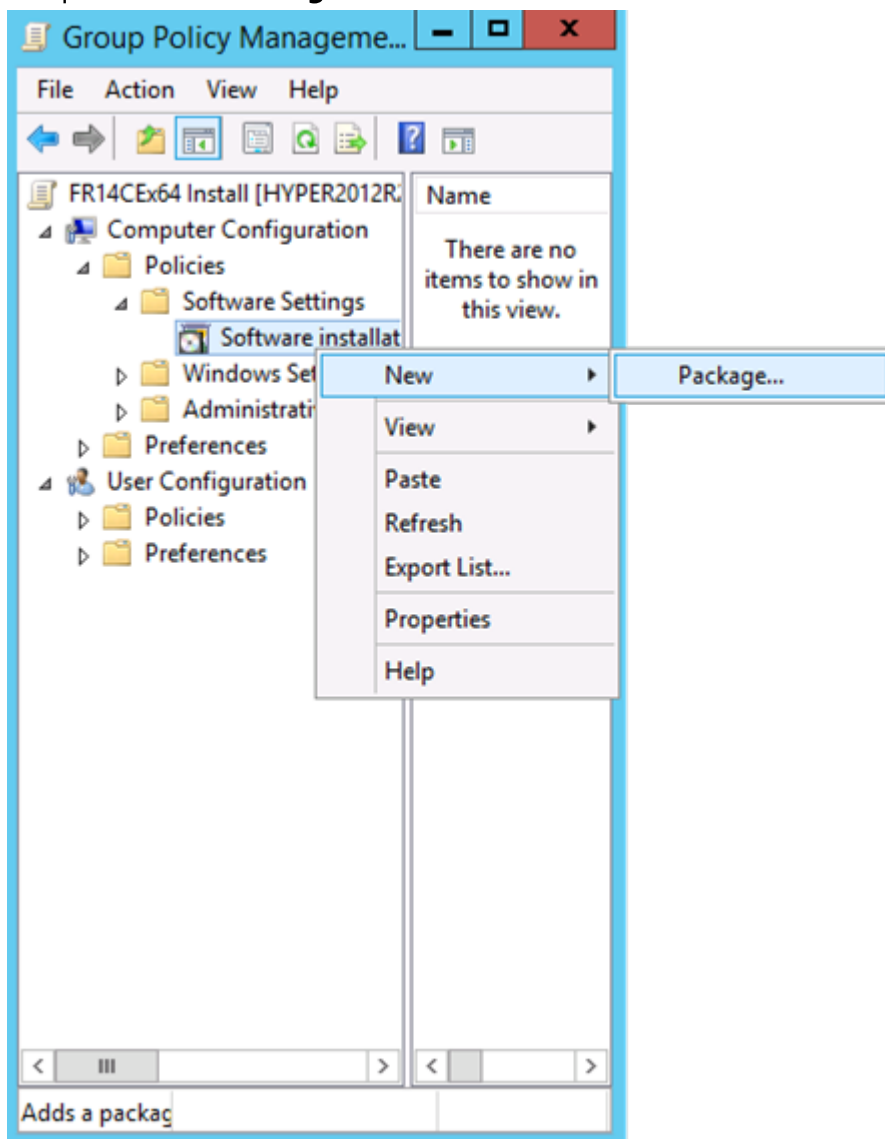 Group Policy Manageme...
File Action View Help
FR14CEx64 Install [HYPER2012R2
Name
Computer Configuration
There are no
items to show in
this view.
Policies
Software Settings
Software installat
Windows Set
Administrati
Preferences
User Configuration
Policies
Preferences
New
Package...
View
Paste
Refresh
Export List...
Properties
Help
Adds a packag